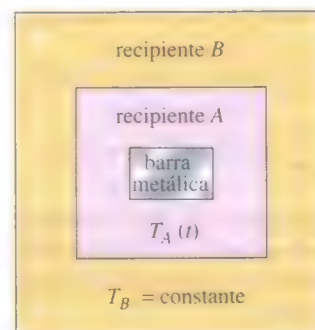 recipiente B
recipiente A
barra
metálica
T_A (t)
T_B = constante